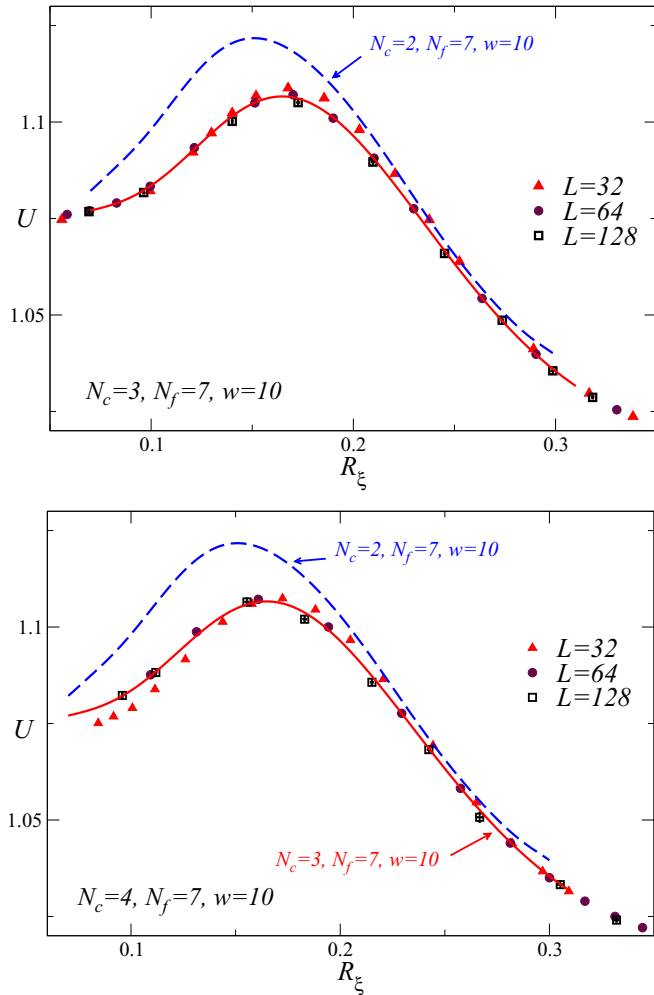 N_c=2, N_f=7, w=10
1.1
L=32
L=64
U
L=128
1.05
N_c=3, N_f=7, w=10
0.1 0.2 0.3
R_ξ
N_c=2, N_f=7, w=10
1.1
L=32
L=64
L=128
U
1.05
N_c=3, N_f=7, w=10
N_c=4, N_f=7, w=10
0.1 0.2 0.3
R_ξ